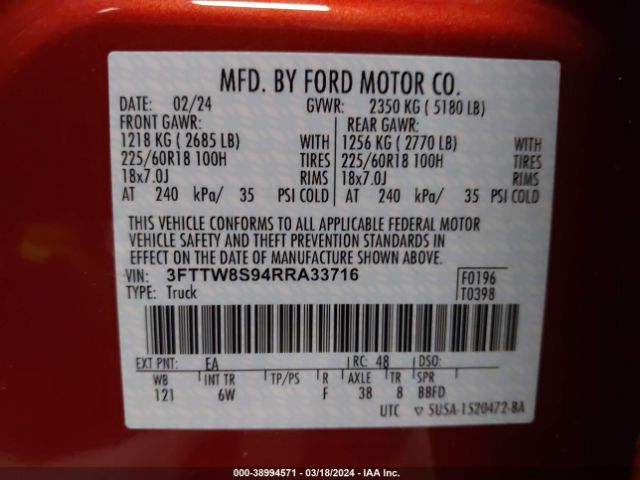 MFD. BY FORD MOTOR CO.
DATE: 02/24 GVWR: 2350 KG ( 5180 LB)
FRONT GAWR: REAR GAWR:
1218 KG ( 2685 LB) WITH 1256 KG ( 2770 LB) WITH
225/60R18 100H TIRES 225/60R18 100H TIRES
18x7.0J RIMS 18x7.0J RIMS
AT 240 kPa/ 35 PSI COLD AT 240 kPa/ 35 PSI COLD
THIS VEHICLE CONFORMS TO ALL APPLICABLE FEDERAL MOTOR
VEHICLE SAFETY AND THEFT PREVENTION STANDARDS IN
EFFECT ON THE DATE OF MANUFACTURE SHOWN ABOVE.
VIN: 3FTTW8S94RRA33716 F0196
TYPE: Truck T0398
EXT PNT: EA RC: 48 DSO:
WB INT TR TP/PS R AXLE TR SPR
121 6W F 38 8 BBFD
UTC ▽ 5U5A-1520472-BA
000-38994571 — 03/18/2024 — IAA Inc.